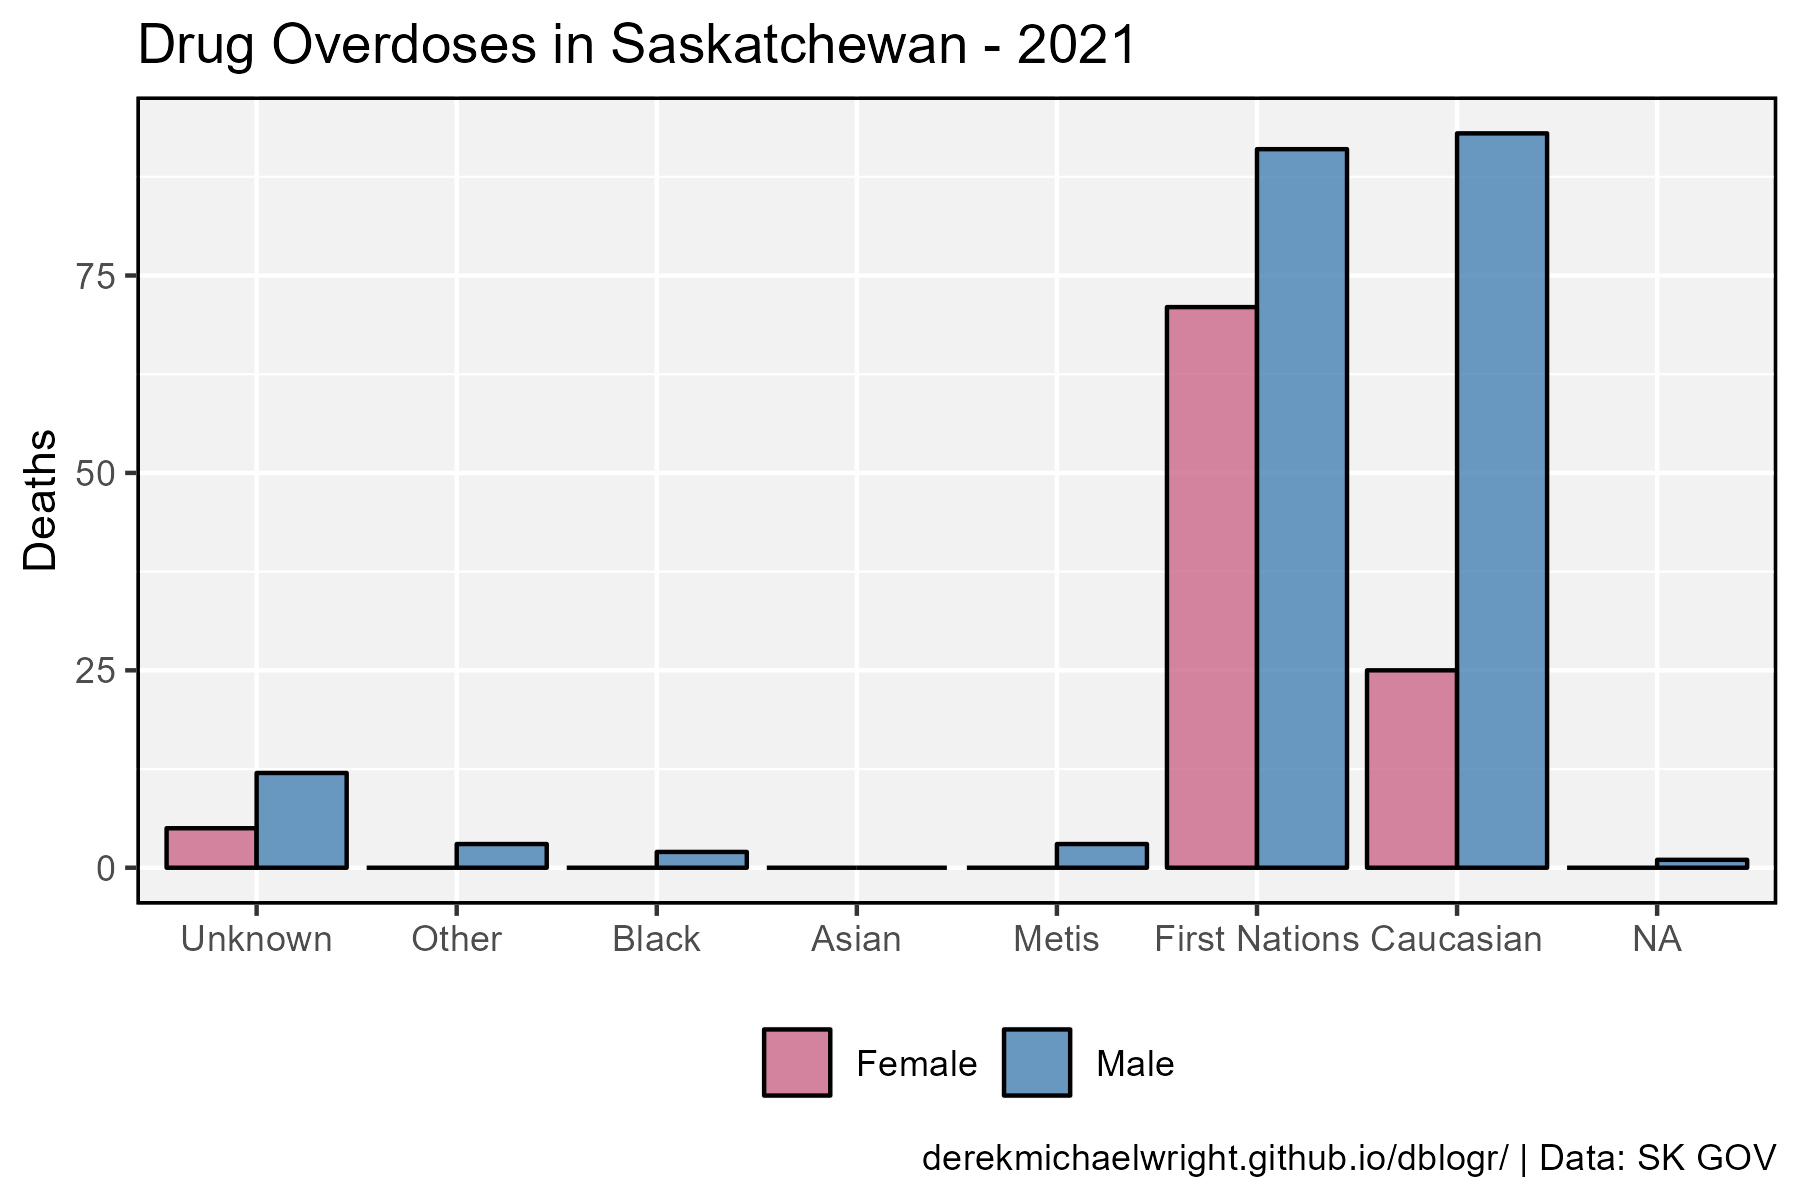 Drug Overdoses in Saskatchewan - 2021
Deaths
75
50
25
0
Unknown Other Black Asian Metis First Nations Caucasian NA
Female Male
derekmichaelwright.github.io/dblogr/ | Data: SK GOV